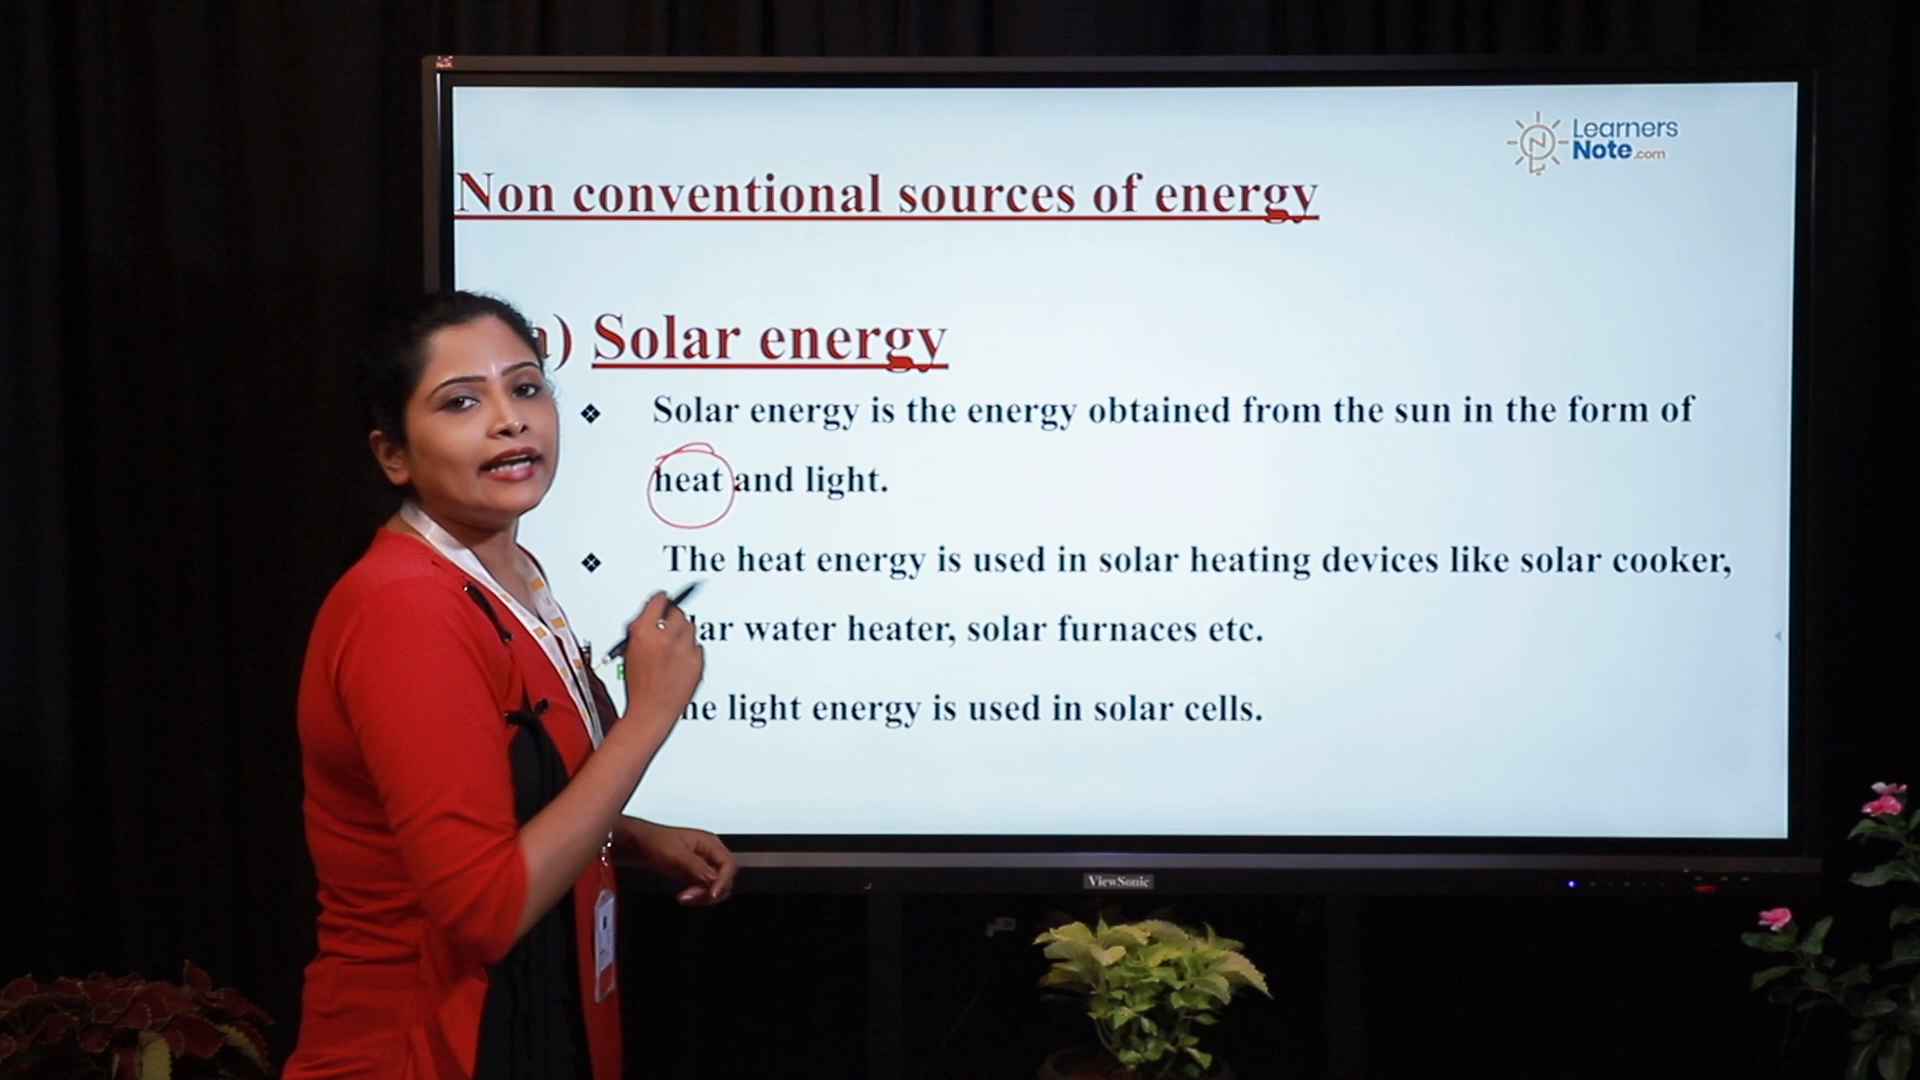 Learners
Note.com
Non conventional sources of energy
a) Solar energy
❖ Solar energy is the energy obtained from the sun in the form of
heat and light.
❖ The heat energy is used in solar heating devices like solar cooker,
water heater, solar furnaces etc.
light energy is used in solar cells.
ViewSonic